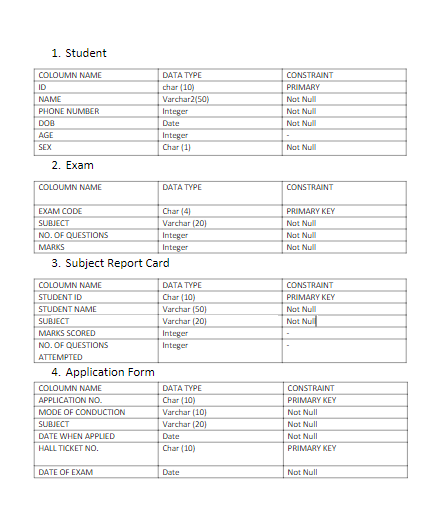 1. Student
COLOUMN NAME DATA TYPE CONSTRAINT
ID char (10) PRIMARY
NAME Varchar2(50) Not Null
PHONE NUMBER Integer Not Null
DOB Date Not Null
AGE Integer -
SEX Char (1) Not Null
2. Exam
COLOUMN NAME DATA TYPE CONSTRAINT
EXAM CODE Char (4) PRIMARY KEY
SUBJECT Varchar (20) Not Null
NO. OF QUESTIONS Integer Not Null
MARKS Integer Not Null
3. Subject Report Card
COLOUMN NAME DATA TYPE CONSTRAINT
STUDENT ID Char (10) PRIMARY KEY
STUDENT NAME Varchar (50) Not Null
SUBJECT Varchar (20) Not Null
MARKS SCORED Integer -
NO. OF QUESTIONS Integer -
ATTEMPTED
4. Application Form
COLOUMN NAME DATA TYPE CONSTRAINT
APPLICATION NO. Char (10) PRIMARY KEY
MODE OF CONDUCTION Varchar (10) Not Null
SUBJECT Varchar (20) Not Null
DATE WHEN APPLIED Date Not Null
HALL TICKET NO. Char (10) PRIMARY KEY
DATE OF EXAM Date Not Null